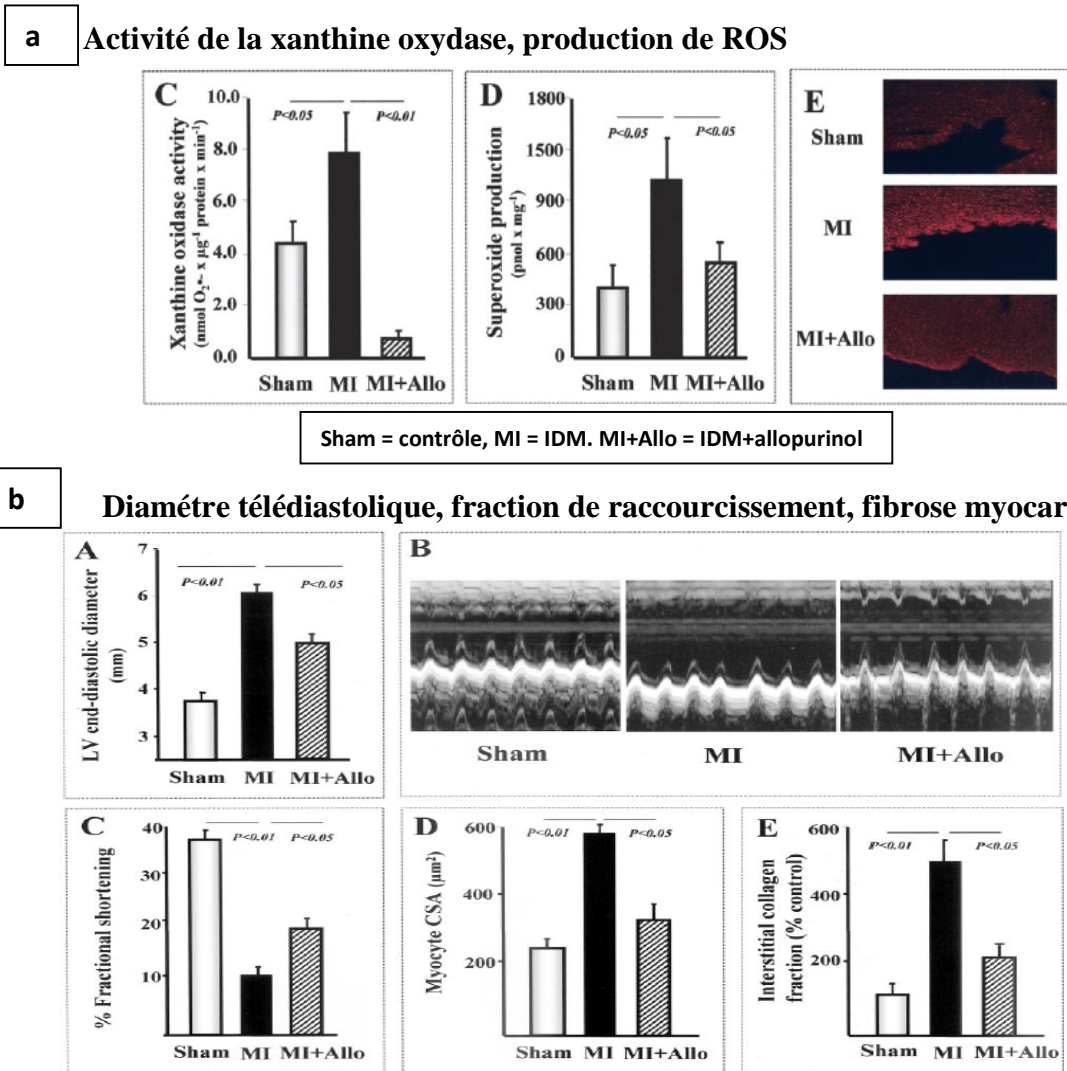 a
Activité de la xanthine oxydase, production de ROS
C
Xanthine oxidase activity
(nmol O₂•- x µg⁻¹ protein x min⁻¹)
10.0
8.0
6.0
4.0
2.0
0.0
P<0.05
P<0.01
Sham MI MI+Allo
D
Superoxide production
(pnol x mg⁻¹)
1800
1500
1200
900
600
300
0
P<0.05
P<0.05
Sham MI MI+Allo
E
Sham
MI
MI+Allo
Sham = contrôle, MI = IDM. MI+Allo = IDM+allopurinol
b
Diamétre télédiastolique, fraction de raccourcissement, fibrose myocar
A
LV end-diastolic diameter
(mm)
7
6
5
4
3
P<0.01
P<0.05
Sham MI MI+Allo
B
Sham
MI
MI+Allo
C
% Fractional shortening
40
30
20
10
P<0.01
P<0.05
Sham MI MI+Allo
D
Myocyte CSA (µm²)
600
400
200
P<0.01
P<0.05
Sham MI MI+Allo
E
Interstitial collagen
fraction (% control)
600
400
200
P<0.01
P<0.05
Sham MI MI+Allo